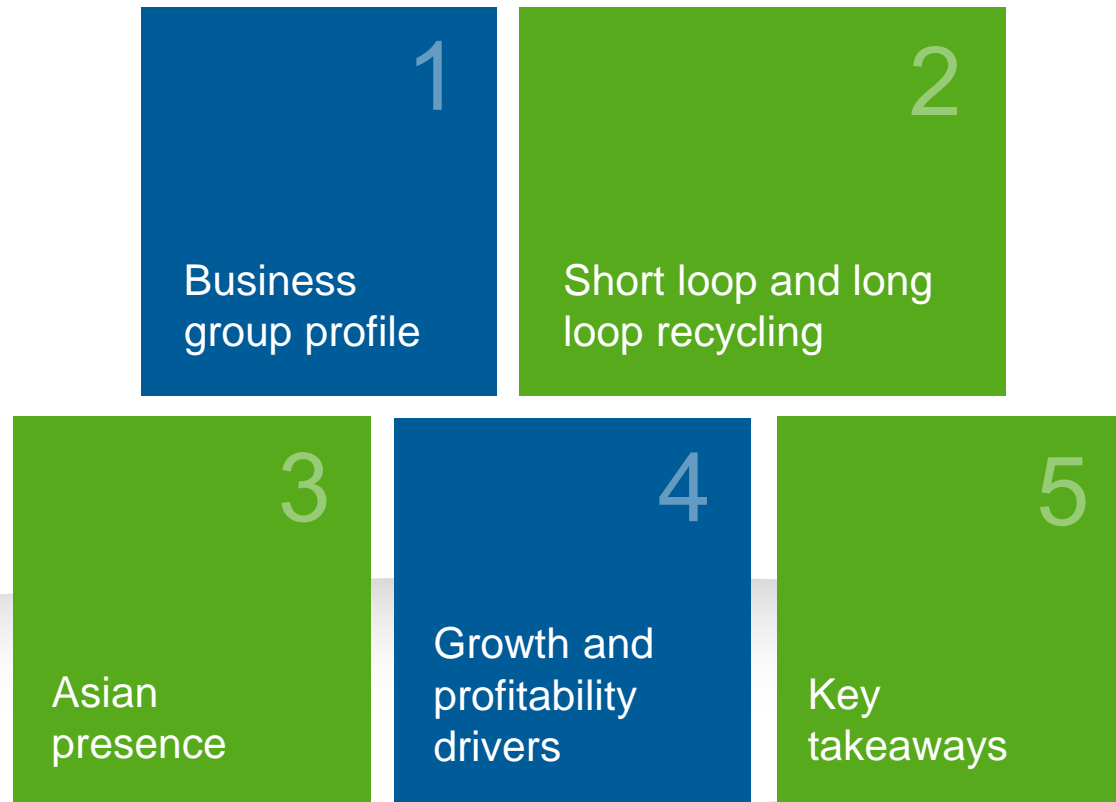 1
Business
group profile
2
Short loop and long
loop recycling
3
Asian
presence
4
Growth and
profitability
drivers
5
Key
takeaways